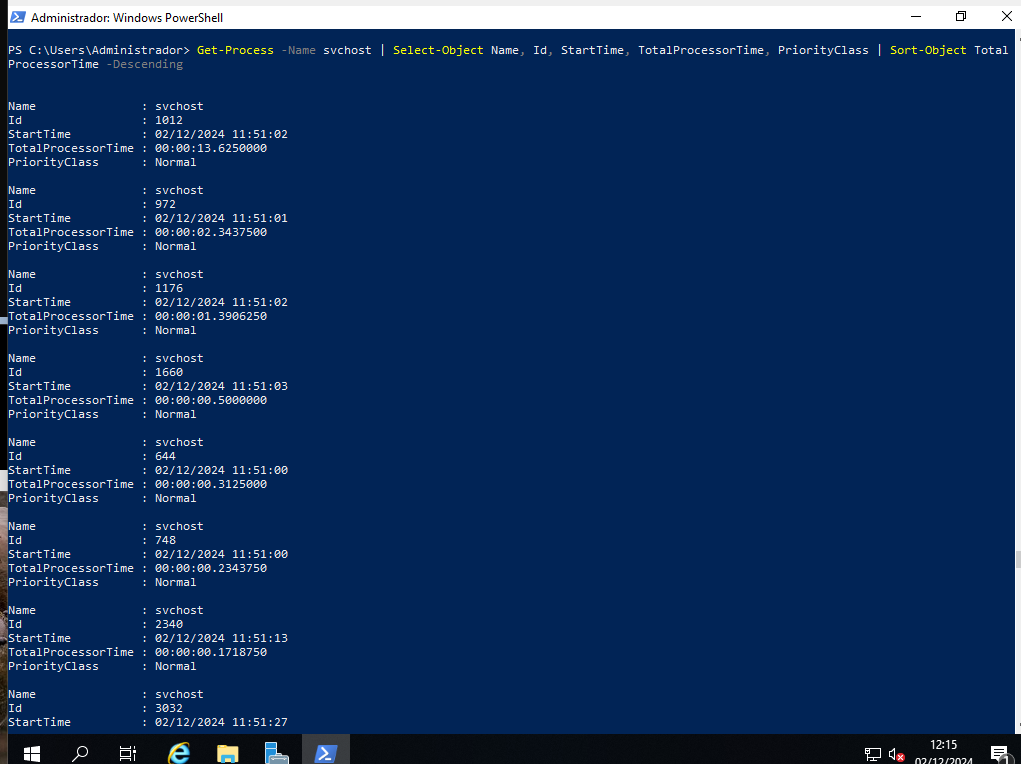 Administrador: Windows PowerShell
PS C:\Users\Administrador> Get-Process -Name svchost | Select-Object Name, Id, StartTime, TotalProcessorTime, PriorityClass | Sort-Object Total
ProcessorTime -Descending
Name : svchost
Id : 1012
StartTime : 02/12/2024 11:51:02
TotalProcessorTime : 00:00:13.6250000
PriorityClass : Normal
Name : svchost
Id : 972
StartTime : 02/12/2024 11:51:01
TotalProcessorTime : 00:00:02.3437500
PriorityClass : Normal
Name : svchost
Id : 1176
StartTime : 02/12/2024 11:51:02
TotalProcessorTime : 00:00:01.3906250
PriorityClass : Normal
Name : svchost
Id : 1660
StartTime : 02/12/2024 11:51:03
TotalProcessorTime : 00:00:00.5000000
PriorityClass : Normal
Name : svchost
Id : 644
StartTime : 02/12/2024 11:51:00
TotalProcessorTime : 00:00:00.3125000
PriorityClass : Normal
Name : svchost
Id : 748
StartTime : 02/12/2024 11:51:00
TotalProcessorTime : 00:00:00.2343750
PriorityClass : Normal
Name : svchost
Id : 2340
StartTime : 02/12/2024 11:51:13
TotalProcessorTime : 00:00:00.1718750
PriorityClass : Normal
Name : svchost
Id : 3032
StartTime : 02/12/2024 11:51:27
12:15
02/12/2024
1